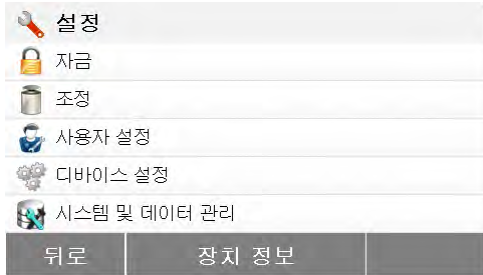 설정
자금
조정
사용자 설정
디바이스 설정
시스템 및 데이터 관리
뒤로 장치 정보